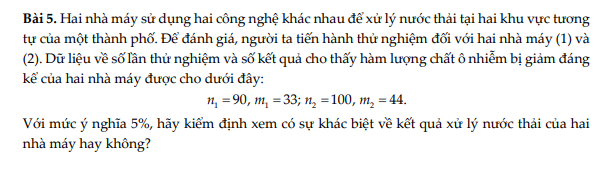 Bài 5. Hai nhà máy sử dụng hai công nghệ khác nhau để xử lý nước thải tại hai khu vực tương
tự của một thành phố. Để đánh giá, người ta tiến hành thử nghiệm đối với hai nhà máy (1) và
(2). Dữ liệu về số lần thử nghiệm và số kết quả cho thấy hàm lượng chất ô nhiễm bị giảm đáng
kể của hai nhà máy được cho dưới đây:
n₁ = 90, m₁ = 33; n₂ = 100, m₂ = 44.
Với mức ý nghĩa 5%, hãy kiểm định xem có sự khác biệt về kết quả xử lý nước thải của hai
nhà máy hay không?